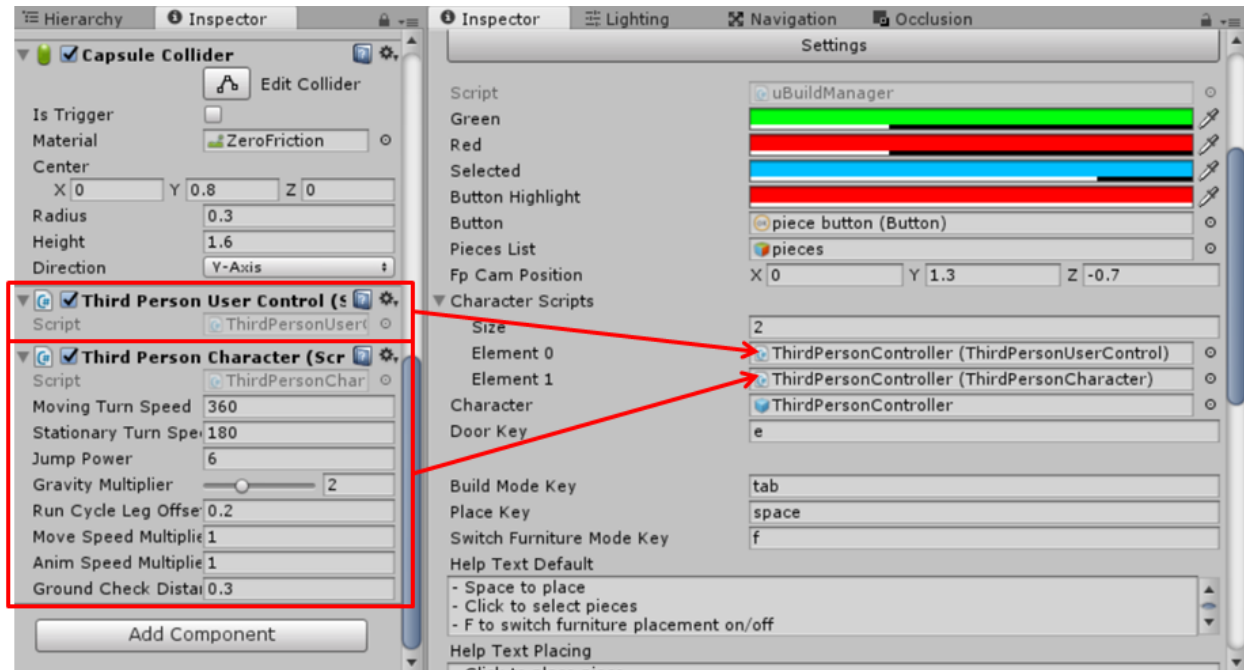 Hierarchy
Inspector
Capsule Collider
Edit Collider
Is Trigger
Material ZeroFriction
Center
X 0 Y 0.8 Z 0
Radius 0.3
Height 1.6
Direction Y-Axis
Third Person User Control (S
Script ThirdPersonUser(
Third Person Character (Scr
Script ThirdPersonChar
Moving Turn Speed 360
Stationary Turn Spe 180
Jump Power 6
Gravity Multiplier 2
Run Cycle Leg Offse 0.2
Move Speed Multiplie 1
Anim Speed Multiplie 1
Ground Check Dista 0.3
Add Component
Inspector
Lighting
Navigation
Occlusion
Settings
Script uBuildManager
Green
Red
Selected
Button Highlight
Button piece button (Button)
Pieces List pieces
Fp Cam Position X 0 Y 1.3 Z -0.7
Character Scripts
Size 2
Element 0 ThirdPersonController (ThirdPersonUserControl)
Element 1 ThirdPersonController (ThirdPersonCharacter)
Character ThirdPersonController
Door Key e
Build Mode Key tab
Place Key space
Switch Furniture Mode Key f
Help Text Default
- Space to place
- Click to select pieces
- F to switch furniture placement on/off
Help Text Placing